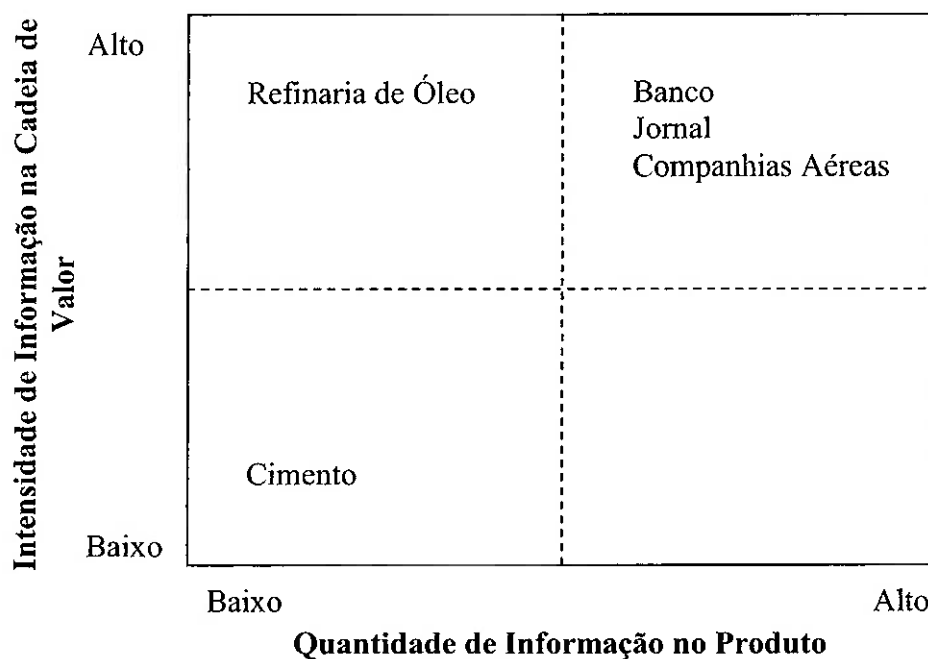 Intensidade de Informação na Cadeia de
Valor
Alto
Refinaria de Óleo
Banco
Jornal
Companhias Aéreas
Cimento
Baixo
Baixo
Alto
Quantidade de Informação no Produto